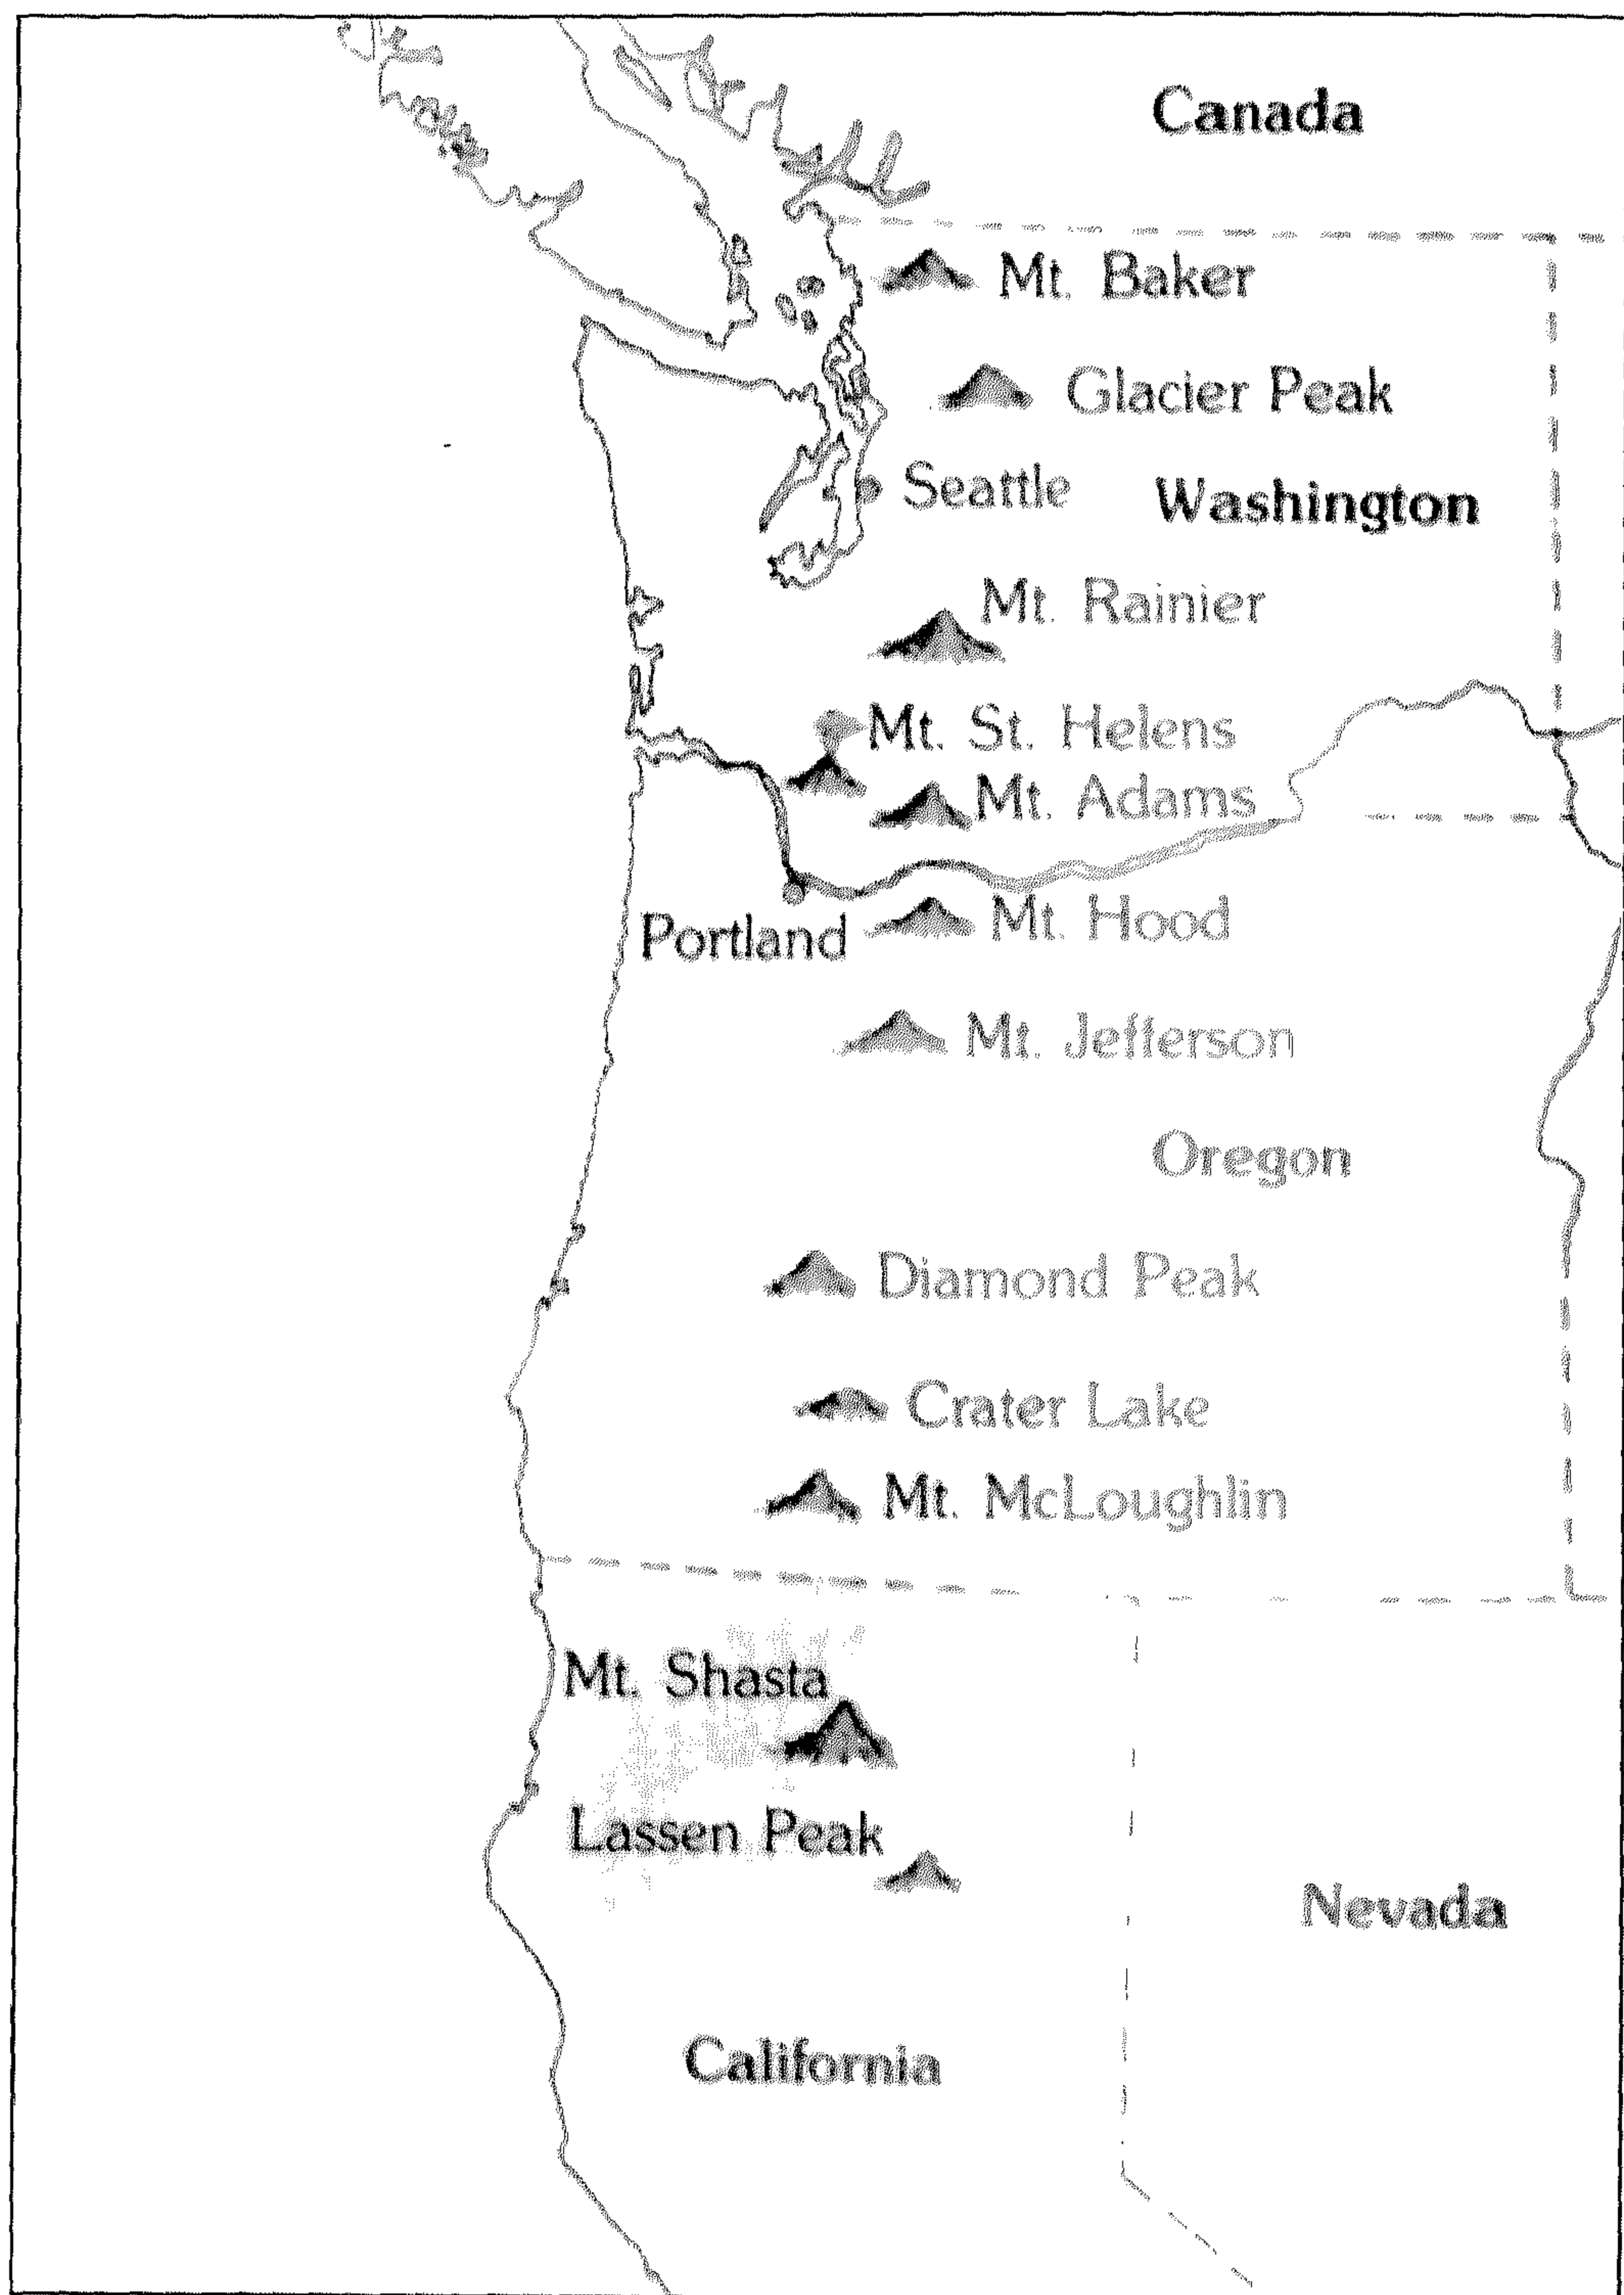 Canada
Mt. Baker
Glacier Peak
Seattle
Washington
Mt. Rainier
Mt. St. Helens
Mt. Adams
Portland
Mt. Hood
Mt. Jefferson
Oregon
Diamond Peak
Crater Lake
Mt. McLoughlin
Mt. Shasta
Lassen Peak
Nevada
California